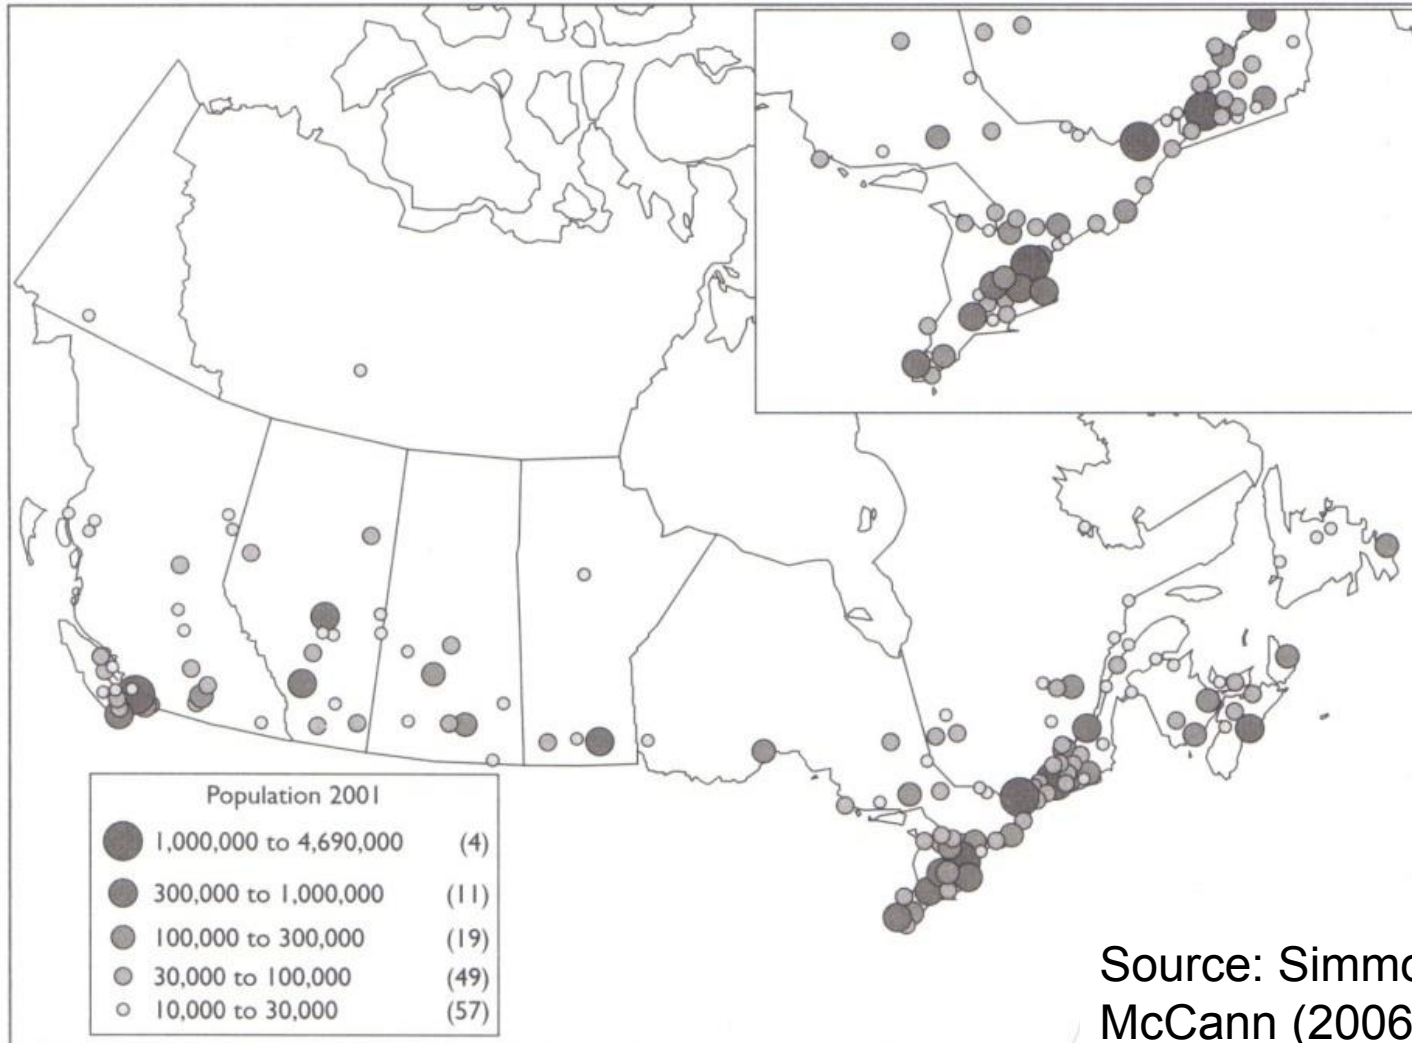 Population 2001
1,000,000 to 4,690,000 (4)
300,000 to 1,000,000 (11)
100,000 to 300,000 (19)
30,000 to 100,000 (49)
10,000 to 30,000 (57)
Source: Simmo
McCann (2006